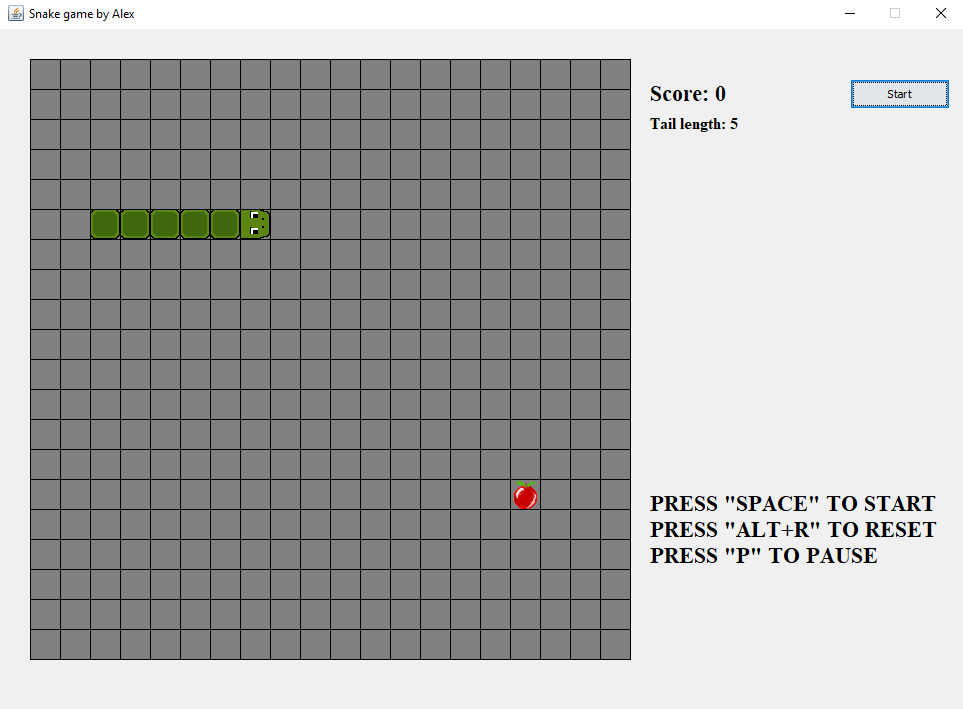 Snake game by Alex
Score: 0
Start
Tail length: 5
PRESS "SPACE" TO START
PRESS "ALT+R" TO RESET
PRESS "P" TO PAUSE